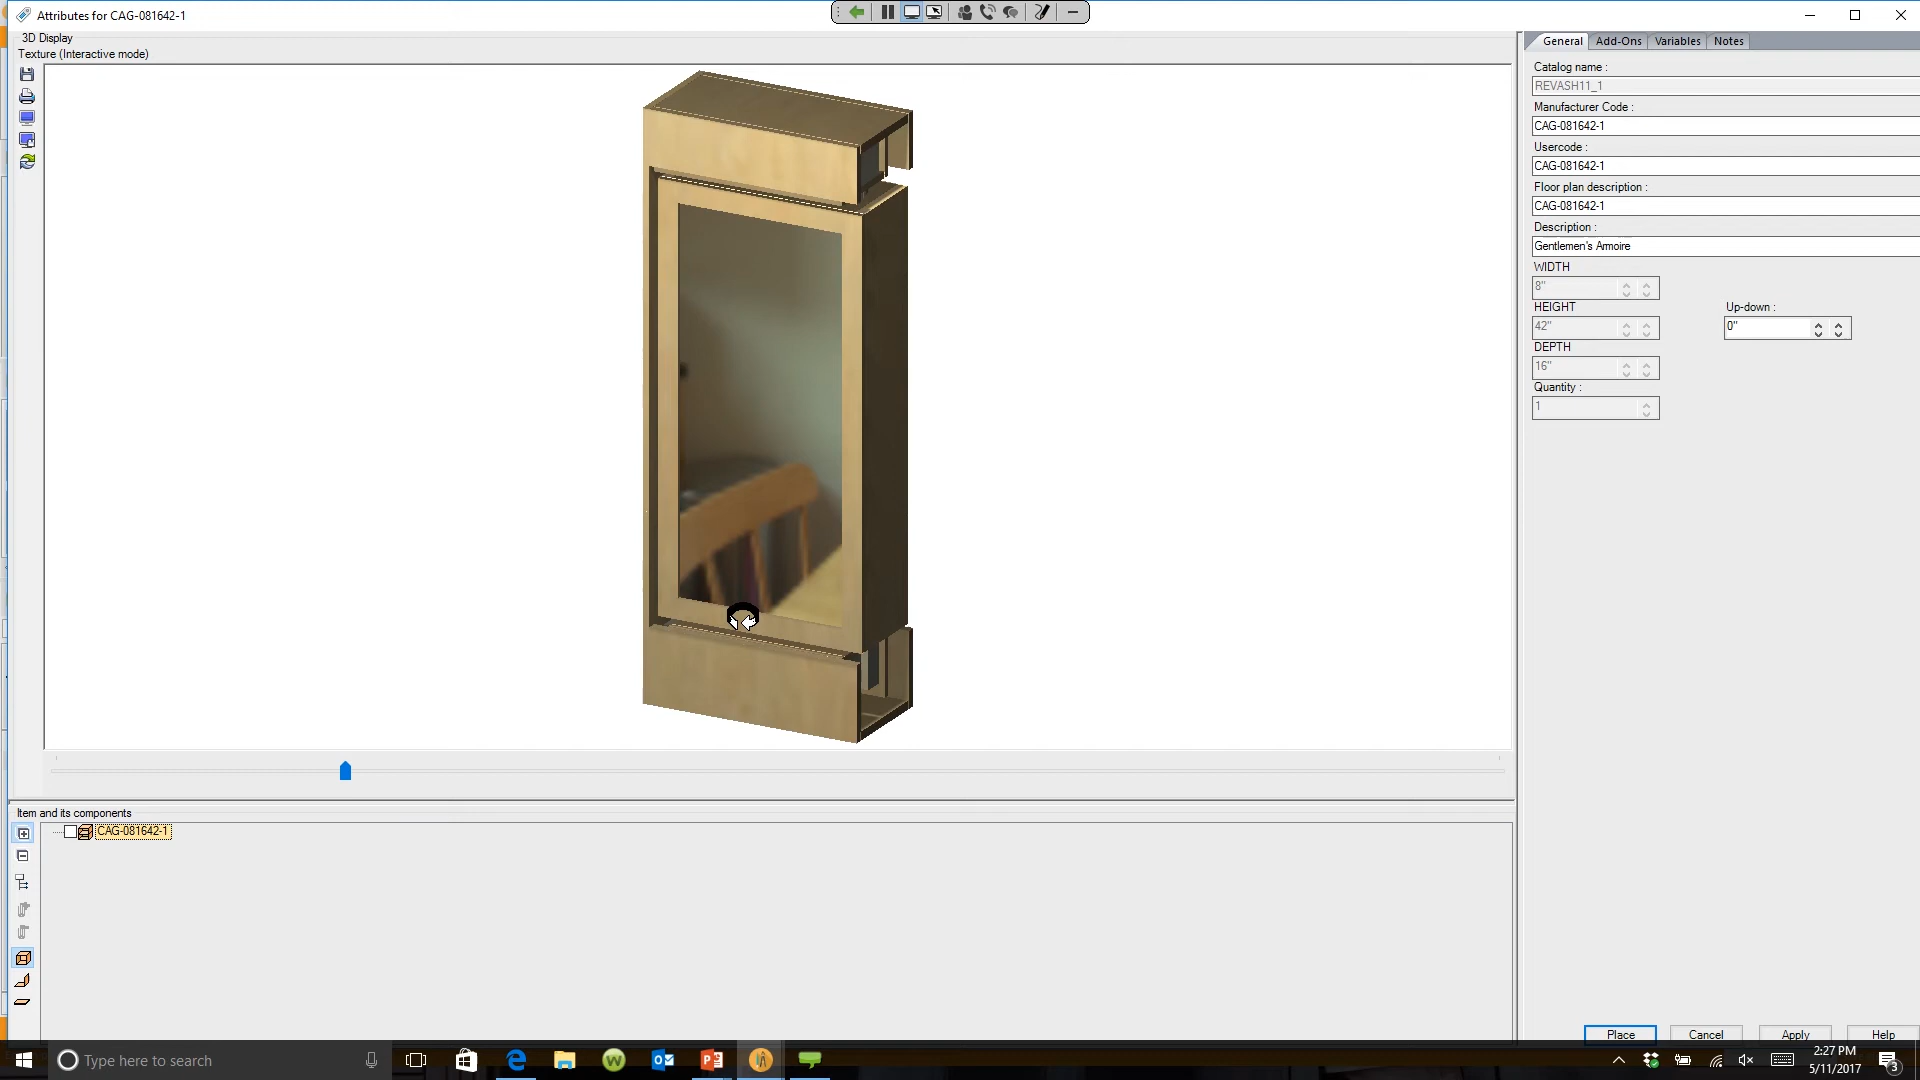 Attributes for CAG-081642-1
3D Display
Texture (Interactive mode)
General
Add-Ons
Variables
Notes
Catalog name :
REVASH11_1
Manufacturer Code :
CAG-081642-1
Usercode :
CAG-081642-1
Floor plan description :
CAG-081642-1
Description :
Gentlemen's Armoire
WIDTH
8"
HEIGHT
42"
Up-down :
0"
DEPTH
16"
Quantity :
1
Item and its components
CAG-081642-1
Place
Cancel
Apply
Help
Type here to search
2:27 PM
5/11/2017
3